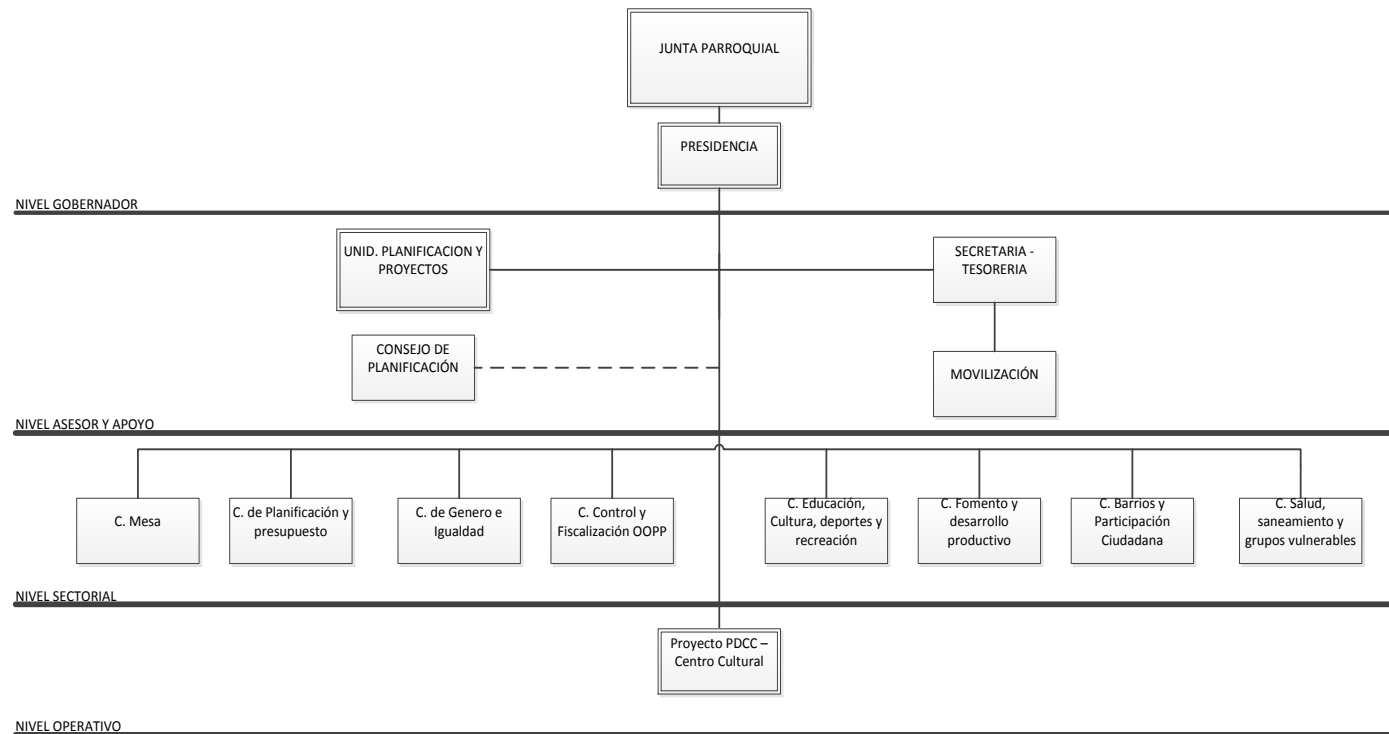 JUNTA PARROQUIAL
PRESIDENCIA
NIVEL GOBERNADOR
UNID. PLANIFICACION Y
PROYECTOS
SECRETARIA -
TESORERIA
CONSEJO DE
PLANIFICACIÓN
MOVILIZACIÓN
NIVEL ASESOR Y APOYO
C. Mesa
C. de Planificación y
presupuesto
C. de Genero e
Igualdad
C. Control y
Fiscalización OOPP
C. Educación,
Cultura, deportes y
recreación
C. Fomento y
desarrollo
productivo
C. Barrios y
Participación
Ciudadana
C. Salud,
saneamiento y
grupos vulnerables
NIVEL SECTORIAL
Proyecto PDCC –
Centro Cultural
NIVEL OPERATIVO